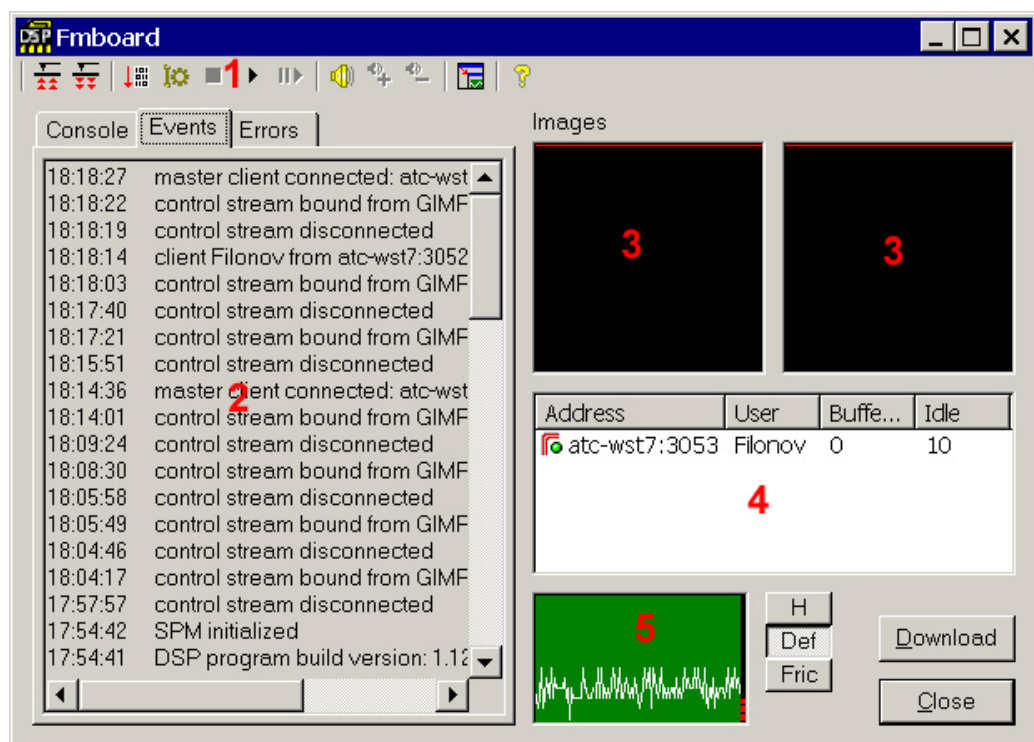 DSP Fmboard
1
Console Events Errors
18:18:27 master client connected: atc-wst
18:18:22 control stream bound from GIMF
18:18:19 control stream disconnected
18:18:14 client Filonov from atc-wst7:3052
18:18:03 control stream bound from GIMF
18:17:40 control stream disconnected
18:17:21 control stream bound from GIMF
18:15:51 control stream disconnected
18:14:36 master client connected: atc-wst
18:14:01 control stream bound from GIMF
18:09:24 control stream disconnected
18:08:30 control stream bound from GIMF
18:05:58 control stream disconnected
18:05:49 control stream bound from GIMF
18:04:46 control stream disconnected
18:04:17 control stream bound from GIMF
17:57:57 control stream disconnected
17:54:42 SPM initialized
17:54:41 DSP program build version: 1.12
2
Images
3 3
Address User Buffe... Idle
atc-wst7:3053 Filonov 0 10
4
5
H
Def
Fric
Download
Close